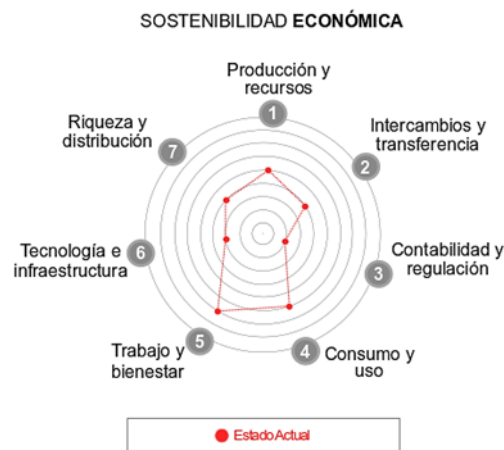 SOSTENIBILIDAD ECONÓMICA
Producción y
recursos
1
Intercambios y
transferencia
2
Contabilidad y
regulación
3
Consumo y
uso
4
Trabajo y
bienestar
5
Tecnología e
infraestructura
6
Riqueza y
distribución
7
Estado Actual